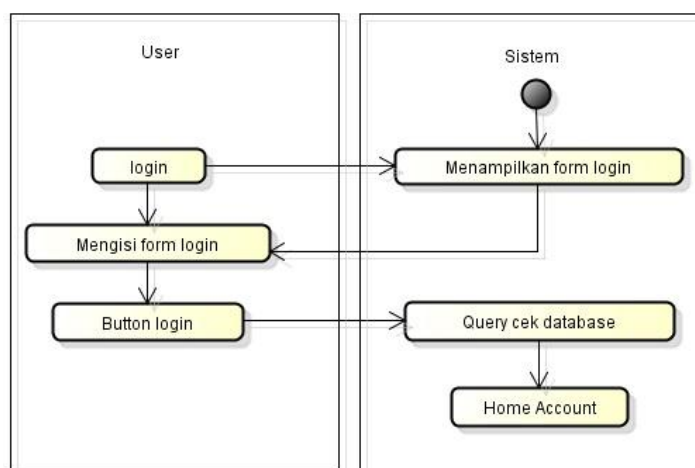 User
Sistem
login
Menampilkan form login
Mengisi form login
Button login
Query cek database
Home Account